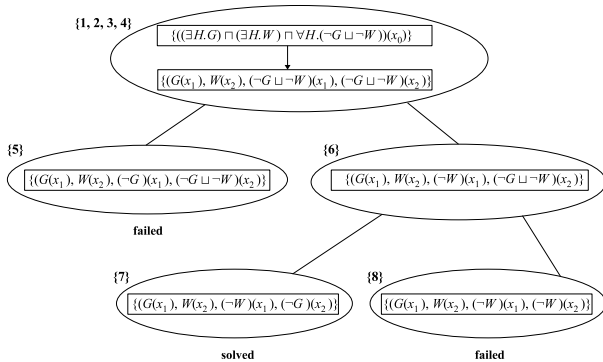 {1, 2, 3, 4}
{((∃H.G) ⊓ (∃H.W) ⊓ ∀H.(¬G ⊔ ¬W))(x₀)}
{(G(x₁), W(x₂), (¬G ⊔ ¬W)(x₁), (¬G ⊔ ¬W)(x₂)}
{5}
{(G(x₁), W(x₂), (¬G)(x₁), (¬G ⊔ ¬W)(x₂)}
failed
{6}
{(G(x₁), W(x₂), (¬W)(x₁), (¬G ⊔ ¬W)(x₂)}
{7}
{(G(x₁), W(x₂), (¬W)(x₁), (¬G)(x₂)}
solved
{8}
{(G(x₁), W(x₂), (¬W)(x₁), (¬W)(x₂)}
failed